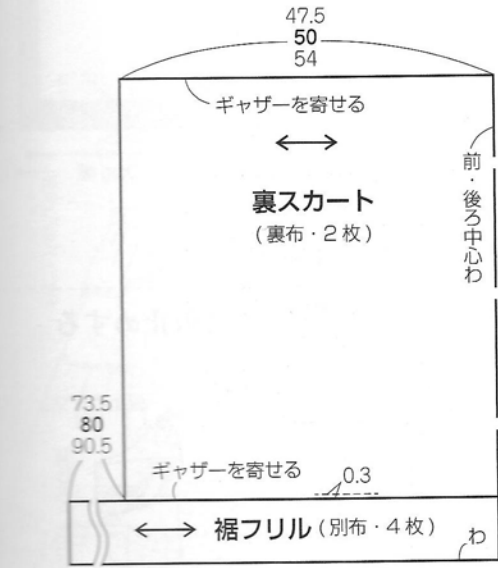 47.5
50
54
ギャザーを寄せる
裏スカート
(裏布・2枚)
前・後ろ中心わ
73.5
80
90.5
ギャザーを寄せる
0.3
裾フリル(別布・4枚)
わ